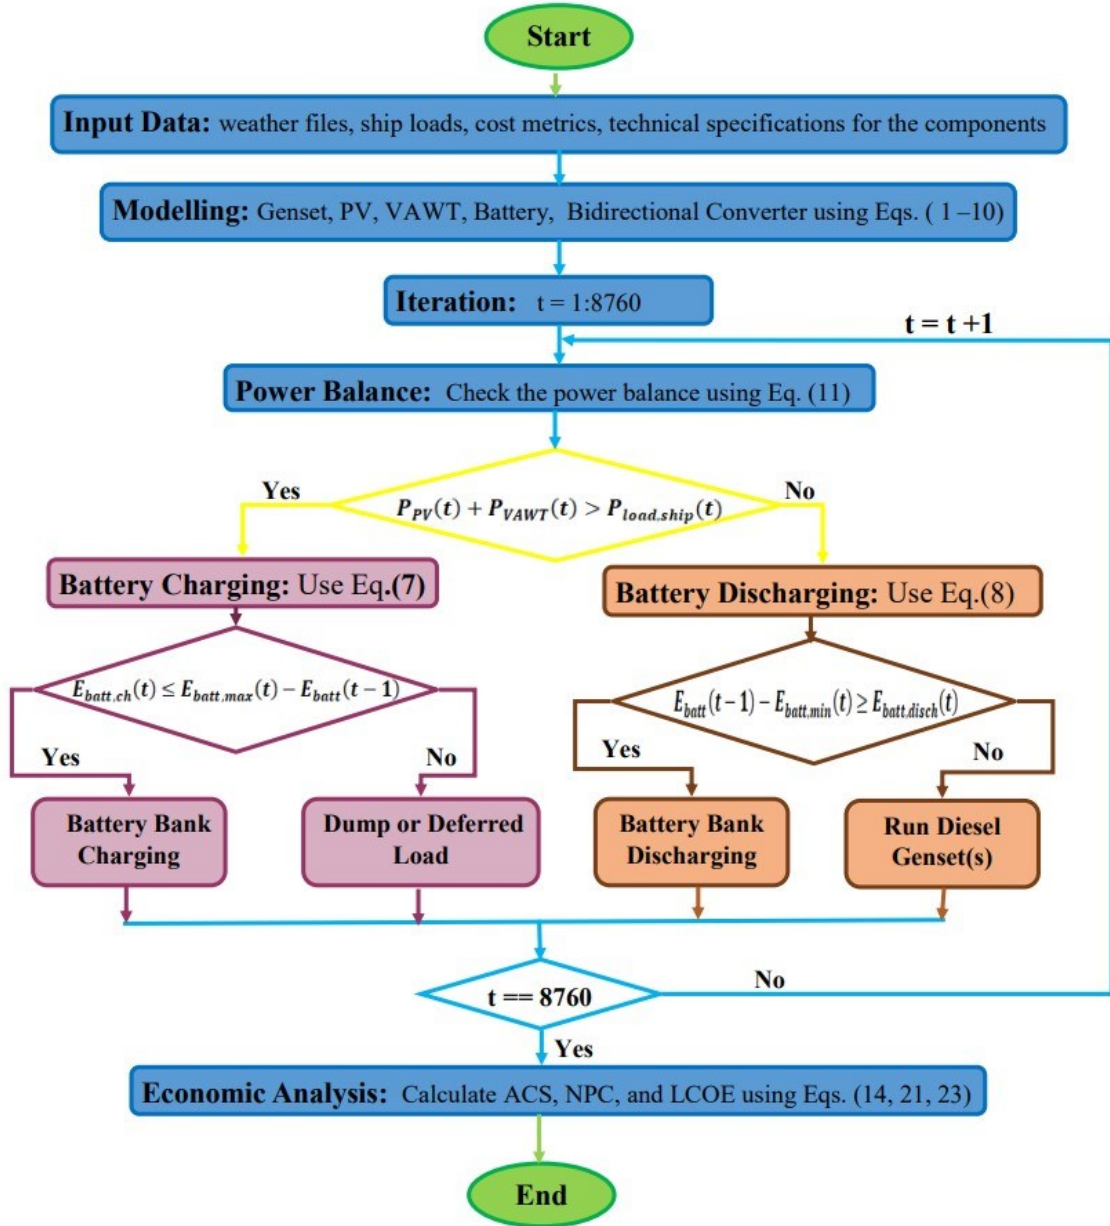 Start
Input Data: weather files, ship loads, cost metrics, technical specifications for the components
Modelling: Genset, PV, VAWT, Battery, Bidirectional Converter using Eqs. ( 1 –10)
Iteration: t = 1:8760
t = t +1
Power Balance: Check the power balance using Eq. (11)
Yes
No
P_PV(t) + P_VAWT(t) > P_load,ship(t)
Battery Charging: Use Eq.(7)
Battery Discharging: Use Eq.(8)
E_batt,ch(t) ≤ E_batt,max(t) − E_batt(t − 1)
E_batt(t−1) − E_batt,min(t) ≥ E_batt,disch(t)
Yes
No
Yes
No
Battery Bank
Charging
Dump or Deferred
Load
Battery Bank
Discharging
Run Diesel
Genset(s)
t == 8760
No
Yes
Economic Analysis: Calculate ACS, NPC, and LCOE using Eqs. (14, 21, 23)
End